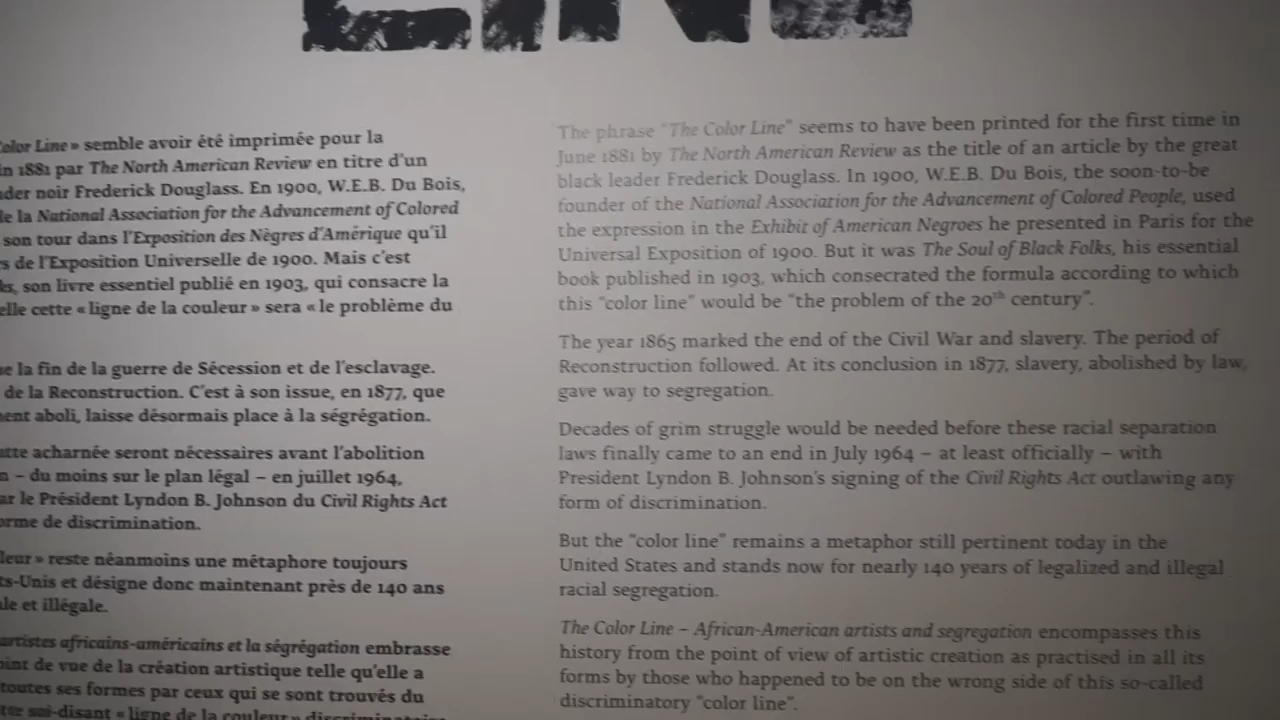 LINE
olor Line » semble avoir été imprimée pour la
in 1881 par The North American Review en titre d'un
der noir Frederick Douglass. En 1900, W.E.B. Du Bois,
de la National Association for the Advancement of Colored
son tour dans l'Exposition des Nègres d'Amérique qu'il
s de l'Exposition Universelle de 1900. Mais c'est
ks, son livre essentiel publié en 1903, qui consacre la
elle cette « ligne de la couleur » sera « le problème du
ue la fin de la guerre de Sécession et de l'esclavage.
de la Reconstruction. C'est à son issue, en 1877, que
ment aboli, laisse désormais place à la ségrégation.
utte acharnée seront nécessaires avant l'abolition
n – du moins sur le plan légal – en juillet 1964,
ar le Président Lyndon B. Johnson du Civil Rights Act
orme de discrimination.
leur » reste néanmoins une métaphore toujours
ts-Unis et désigne donc maintenant près de 140 ans
ale et illégale.
artistes africains-américains et la ségrégation embrasse
oint de vue de la création artistique telle qu'elle a
toutes ses formes par ceux qui se sont trouvés du
tte soi-disant « ligne de la couleur » discriminatoire
The phrase "The Color Line" seems to have been printed for the first time in
June 1881 by The North American Review as the title of an article by the great
black leader Frederick Douglass. In 1900, W.E.B. Du Bois, the soon-to-be
founder of the National Association for the Advancement of Colored People, used
the expression in the Exhibit of American Negroes he presented in Paris for the
Universal Exposition of 1900. But it was The Soul of Black Folks, his essential
book published in 1903, which consecrated the formula according to which
this "color line" would be "the problem of the 20th century".
The year 1865 marked the end of the Civil War and slavery. The period of
Reconstruction followed. At its conclusion in 1877, slavery, abolished by law,
gave way to segregation.
Decades of grim struggle would be needed before these racial separation
laws finally came to an end in July 1964 – at least officially – with
President Lyndon B. Johnson's signing of the Civil Rights Act outlawing any
form of discrimination.
But the "color line" remains a metaphor still pertinent today in the
United States and stands now for nearly 140 years of legalized and illegal
racial segregation.
The Color Line – African-American artists and segregation encompasses this
history from the point of view of artistic creation as practised in all its
forms by those who happened to be on the wrong side of this so-called
discriminatory "color line".